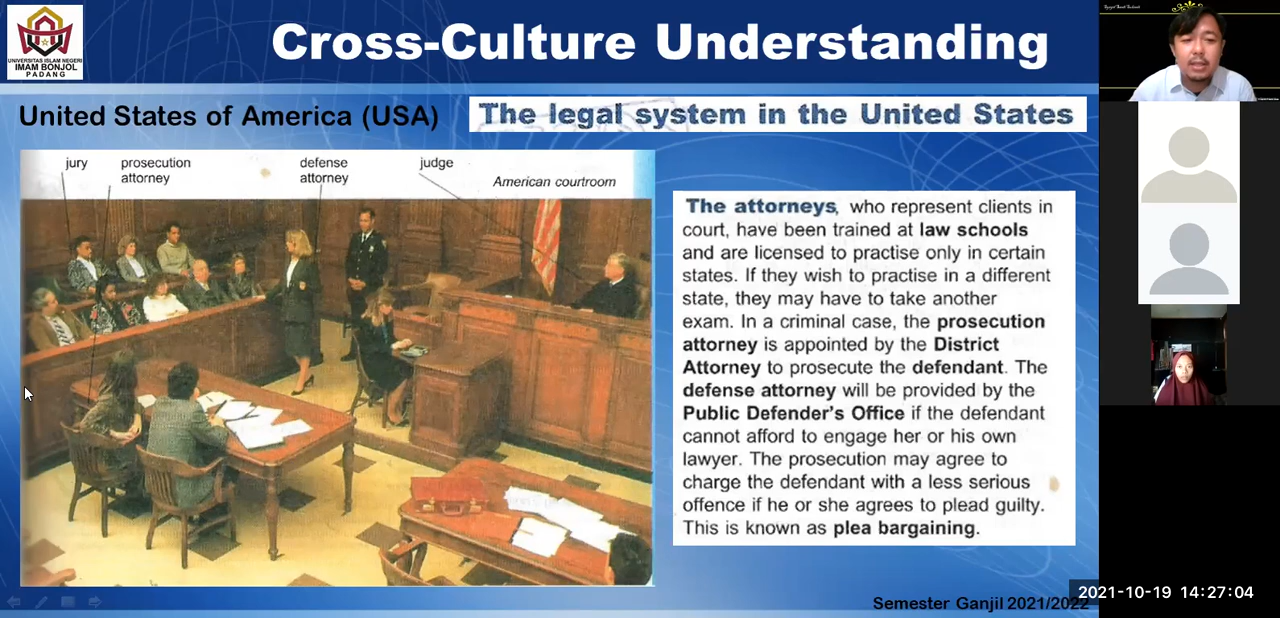 UNIVERSITAS ISLAM NEGERI
IMAM BONJOL
PADANG
Cross-Culture Understanding
United States of America (USA)
The legal system in the United States
jury
prosecution
attorney
defense
attorney
judge
American courtroom
The attorneys, who represent clients in
court, have been trained at law schools
and are licensed to practise only in certain
states. If they wish to practise in a different
state, they may have to take another
exam. In a criminal case, the prosecution
attorney is appointed by the District
Attorney to prosecute the defendant. The
defense attorney will be provided by the
Public Defender's Office if the defendant
cannot afford to engage her or his own
lawyer. The prosecution may agree to
charge the defendant with a less serious
offence if he or she agrees to plead guilty.
This is known as plea bargaining.
Semester Ganjil 2021/2022
2021-10-19 14:27:04